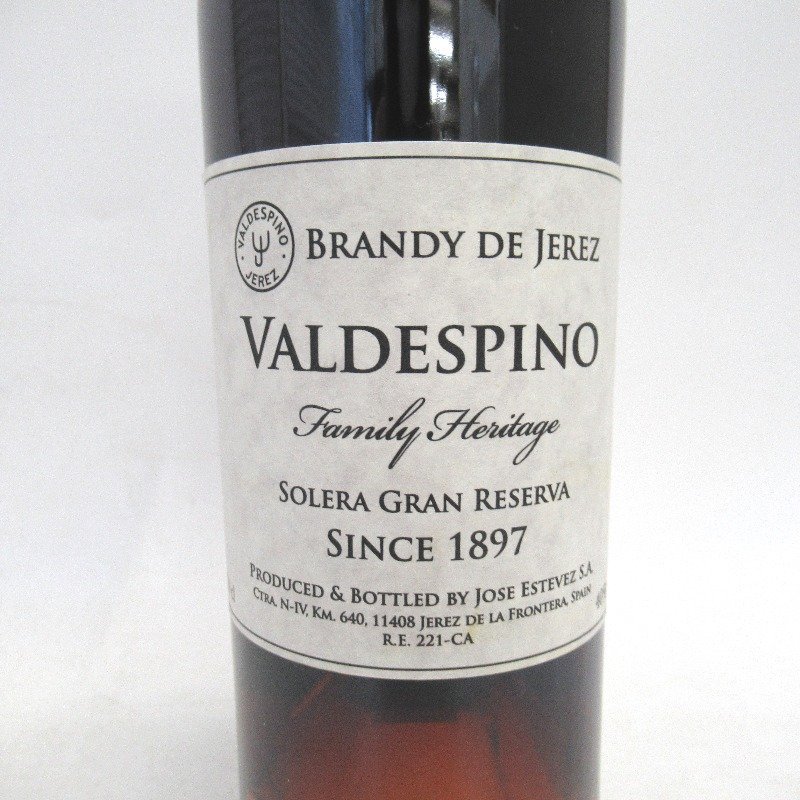 VALDESPINO
JEREZ
BRANDY DE JEREZ
VALDESPINO
Family Heritage
SOLERA GRAN RESERVA
SINCE 1897
PRODUCED & BOTTLED BY JOSE ESTEVEZ S.A.
CTRA. N-IV, KM. 640, 11408 JEREZ DE LA FRONTERA, SPAIN
R.E. 221-CA